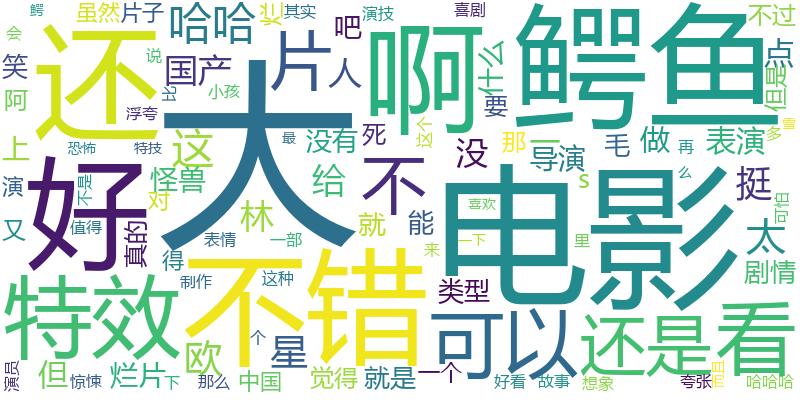 鳄 虽然 片子 哈哈 片 吧 其实 演技 烂 喜剧 不过
会 还 大 啊 鳄鱼 点
笑 说 国产 人 什么 但是
阿 比 小孩 要 多 雪
上 浮夸 死 这个 那 一 毛 做 表演
恐怖 特技 最 没有 没 导演 再
演 好 这 不 电影 么
不是 怪兽 给 s 挺
又 值得 对 林 就 能 喜欢 可怕
真的 表情 一部 来 一下 里 太
得 制作 这种 类型 剧情
特效 不错 可以 还是 看
欧 个 星
演员 但 烂片 下 那么 中国 觉得 就是 一个 好看 故事 想象 夸张 而且 哈哈哈
惊悚